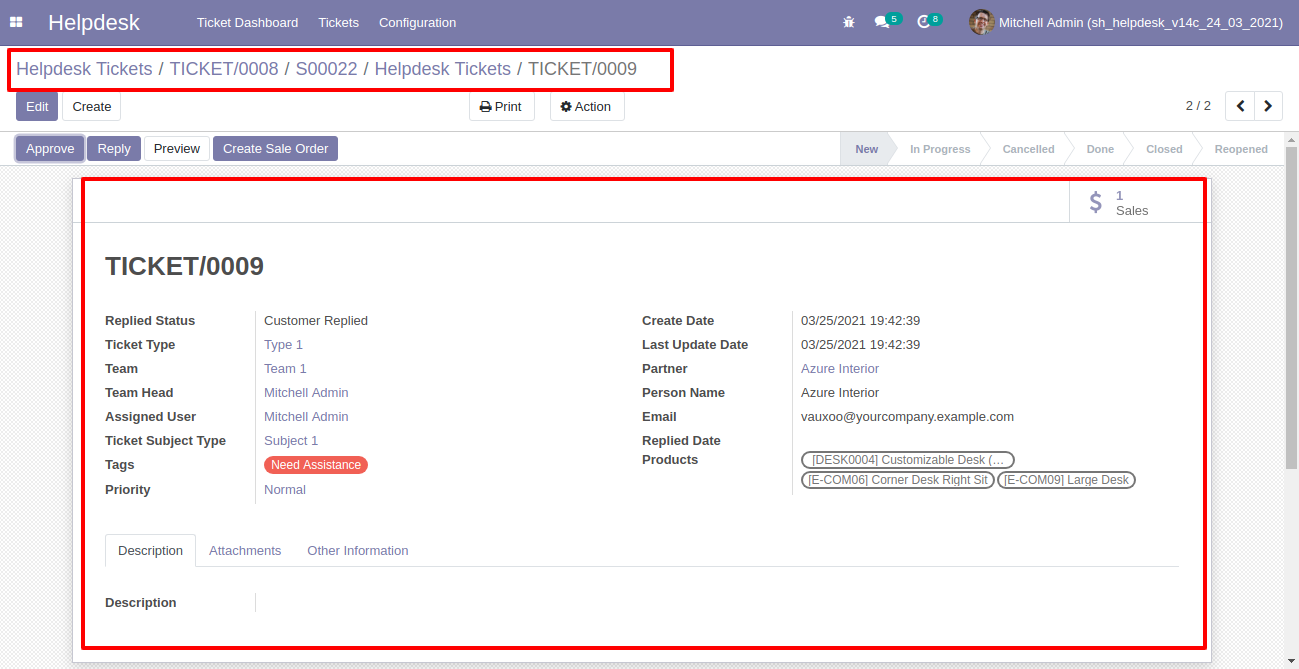 Helpdesk Ticket Dashboard Tickets Configuration 5 8 Mitchell Admin (sh_helpdesk_v14c_24_03_2021)
Helpdesk Tickets / TICKET/0008 / S00022 / Helpdesk Tickets / TICKET/0009
Edit Create Print Action 2 / 2
Approve Reply Preview Create Sale Order New In Progress Cancelled Done Closed Reopened
$ 1
Sales
TICKET/0009
Replied Status Customer Replied
Ticket Type Type 1
Team Team 1
Team Head Mitchell Admin
Assigned User Mitchell Admin
Ticket Subject Type Subject 1
Tags Need Assistance
Priority Normal
Create Date 03/25/2021 19:42:39
Last Update Date 03/25/2021 19:42:39
Partner Azure Interior
Person Name Azure Interior
Email vauxoo@yourcompany.example.com
Replied Date
Products [DESK0004] Customizable Desk (...
[E-COM06] Corner Desk Right Sit [E-COM09] Large Desk
Description Attachments Other Information
Description